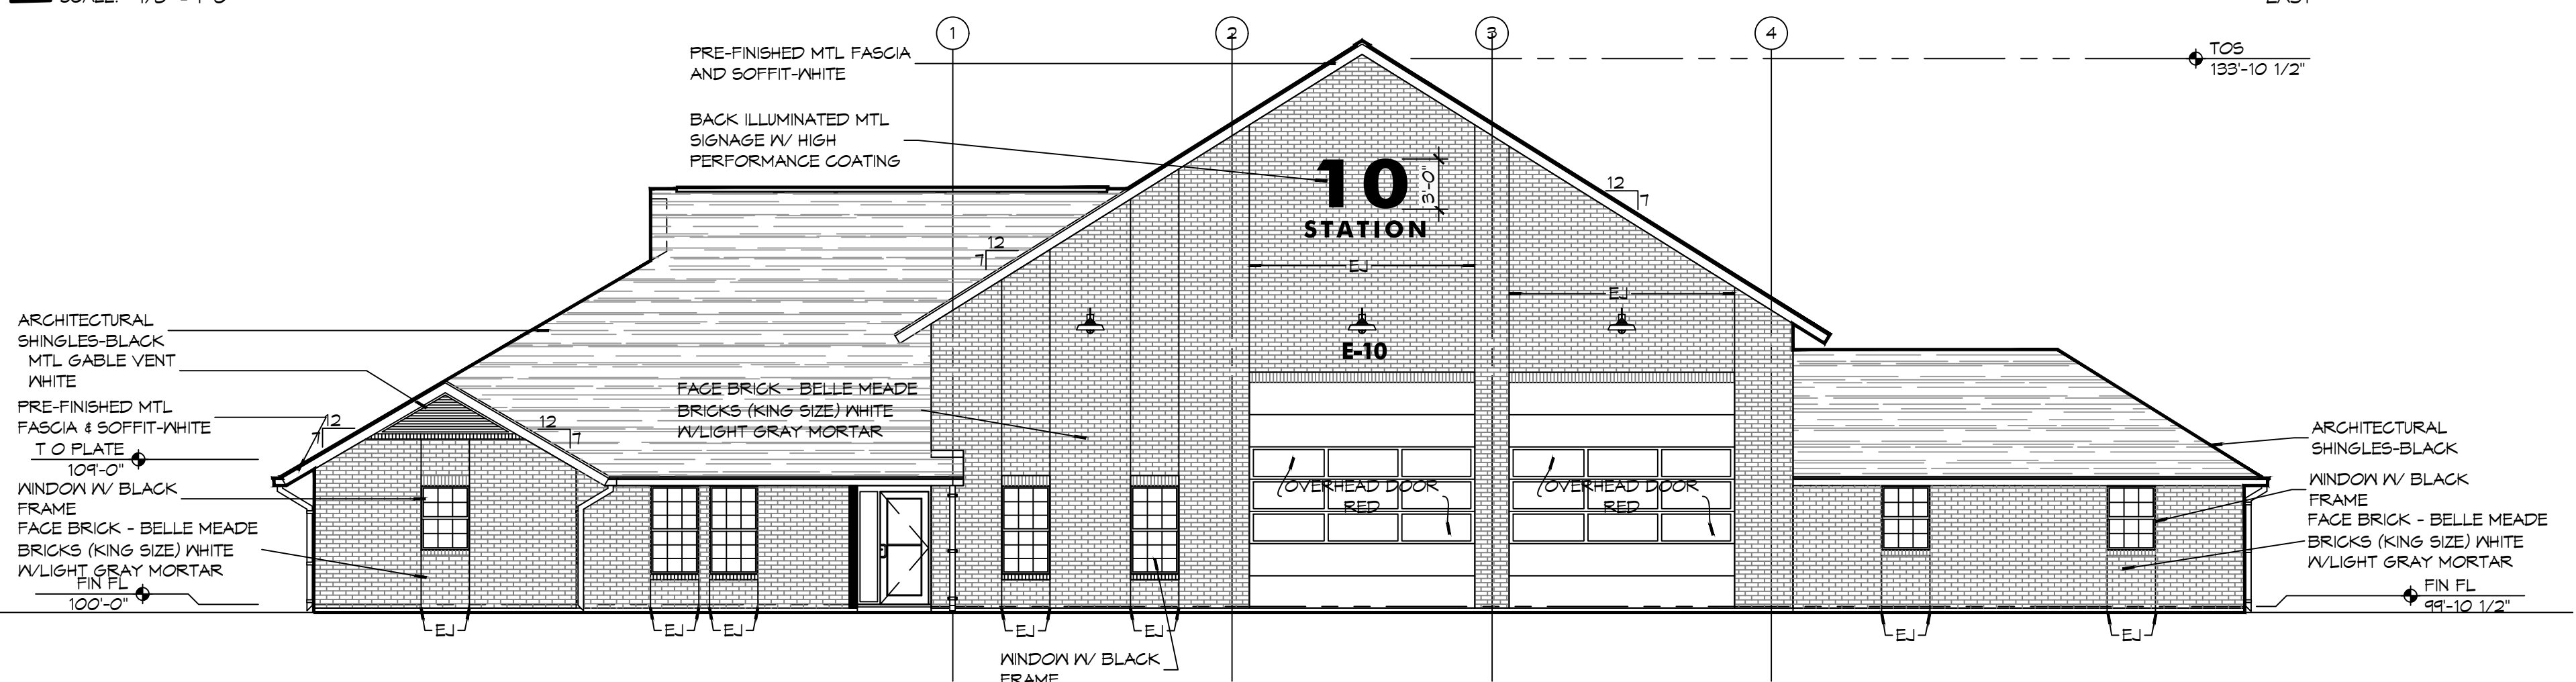 1
2
3
4
PRE-FINISHED MTL FASCIA
AND SOFFIT-WHITE
TOS
133'-10 1/2"
BACK ILLUMINATED MTL
SIGNAGE W/ HIGH
PERFORMANCE COATING
10
3'-0"
STATION
12
7
12
7
EJ
EJ
E-10
ARCHITECTURAL
SHINGLES-BLACK
MTL GABLE VENT
WHITE
PRE-FINISHED MTL
FASCIA & SOFFIT-WHITE
12
7
12
7
T O PLATE
109'-0"
WINDOW W/ BLACK
FRAME
FACE BRICK - BELLE MEADE
BRICKS (KING SIZE) WHITE
W/LIGHT GRAY MORTAR
FIN FL
100'-0"
FACE BRICK - BELLE MEADE
BRICKS (KING SIZE) WHITE
W/LIGHT GRAY MORTAR
OVERHEAD DOOR
RED
OVERHEAD DOOR
RED
ARCHITECTURAL
SHINGLES-BLACK
WINDOW W/ BLACK
FRAME
FACE BRICK - BELLE MEADE
BRICKS (KING SIZE) WHITE
W/LIGHT GRAY MORTAR
FIN FL
99'-10 1/2"
EJ
EJ
EJ
EJ
EJ
EJ
EJ
WINDOW W/ BLACK
FRAME